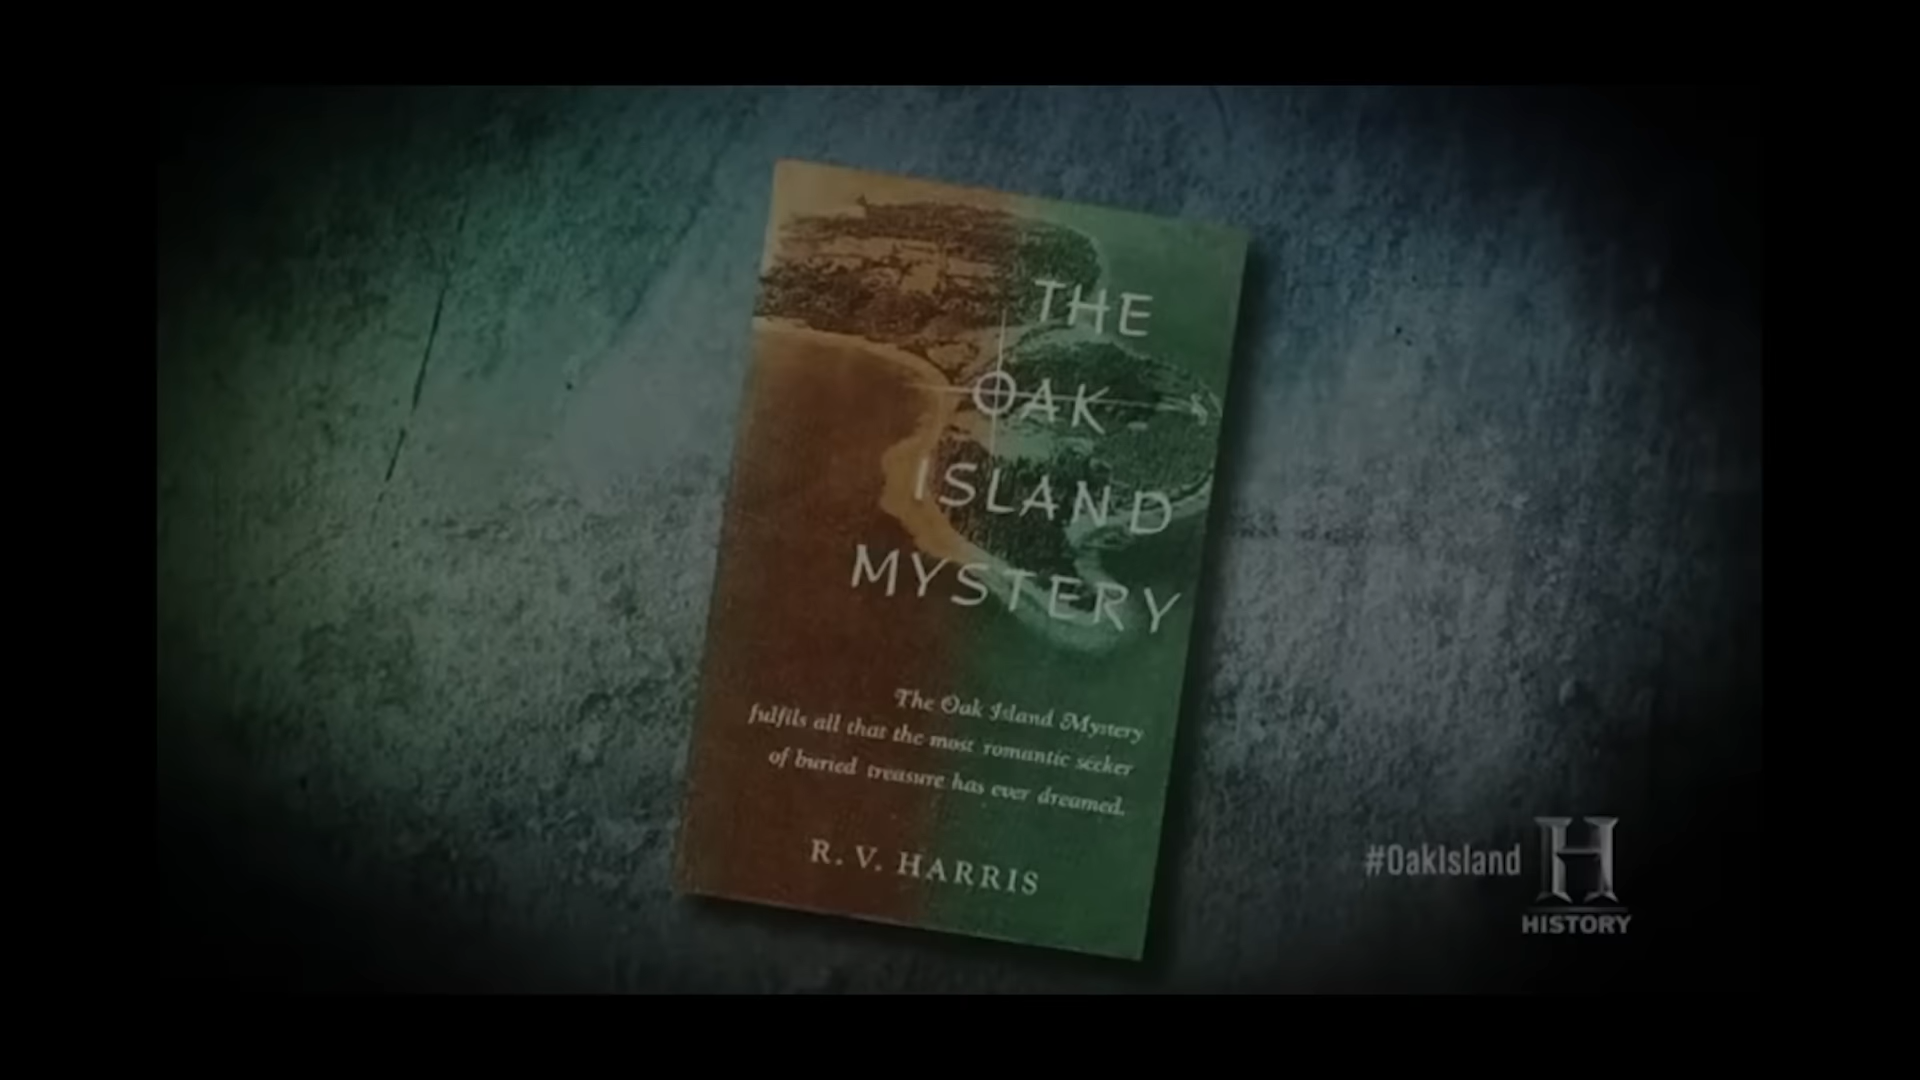 THE
OAK
ISLAND
MYSTERY
The Oak Island Mystery
fulfils all that the most romantic seeker
of buried treasure has ever dreamed.
R. V. HARRIS
#OakIsland
H
HISTORY